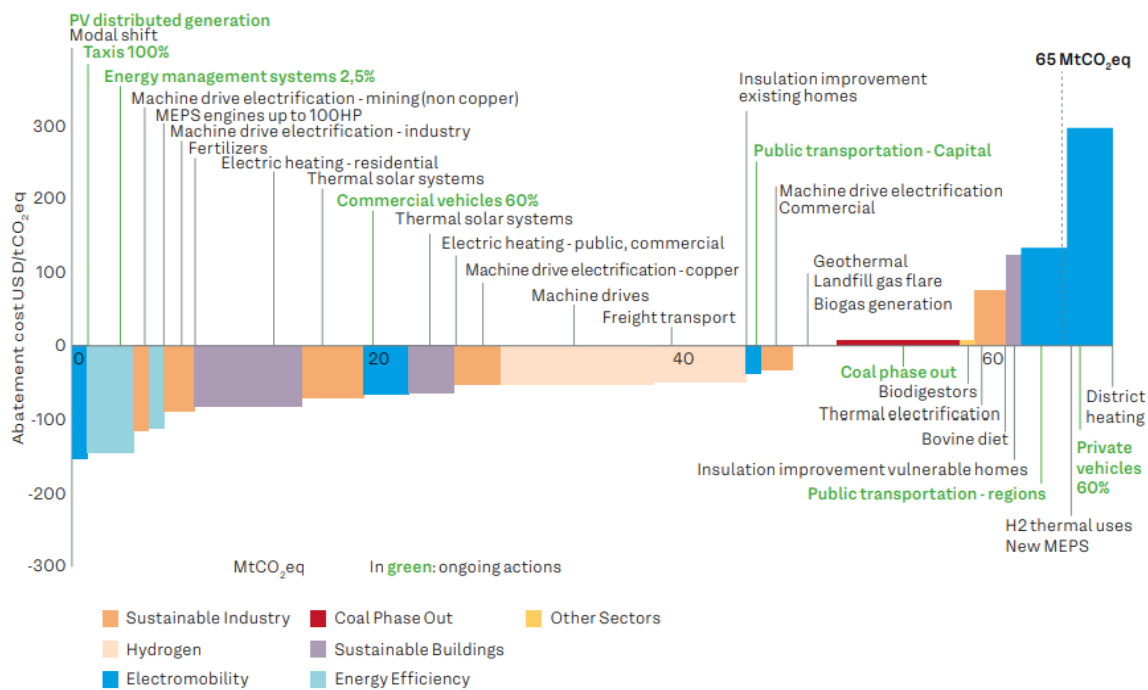 PV distributed generation
Modal shift
Taxis 100%
Energy management systems 2,5%
Machine drive electrification - mining (non copper)
MEPS engines up to 100HP
Machine drive electrification - industry
Fertilizers
Electric heating - residential
Thermal solar systems
Commercial vehicles 60%
Thermal solar systems
Electric heating - public, commercial
Machine drive electrification - copper
Machine drives
Freight transport
Insulation improvement
existing homes
Public transportation - Capital
Machine drive electrification
Commercial
Geothermal
Landfill gas flare
Biogas generation
65 MtCO₂eq
Abatement cost USD/tCO₂eq
300
200
100
0
-100
-200
-300
0
20
40
60
Coal phase out
Biodigestors
Thermal electrification
Bovine diet
Insulation improvement vulnerable homes
Public transportation - regions
District
heating
Private
vehicles
60%
H2 thermal uses
New MEPS
MtCO₂eq
In green: ongoing actions
Sustainable Industry
Coal Phase Out
Other Sectors
Hydrogen
Sustainable Buildings
Electromobility
Energy Efficiency